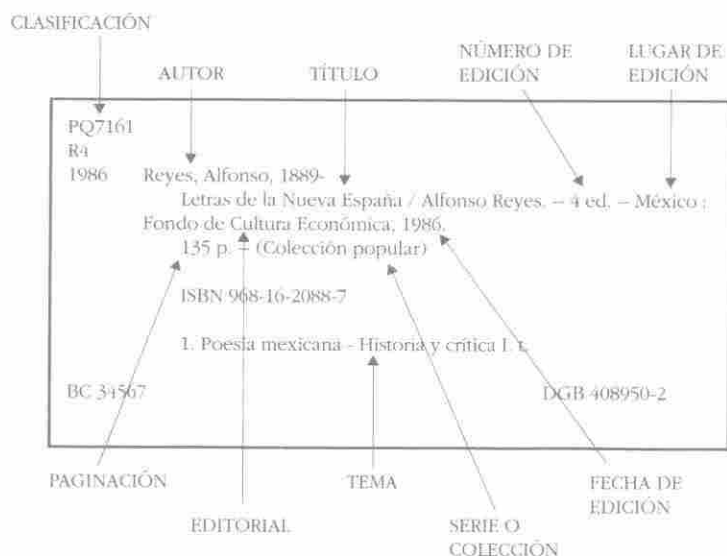 CLASIFICACIÓN
AUTOR
TÍTULO
NÚMERO DE
EDICIÓN
LUGAR DE
EDICIÓN
PQ7161
R4
1986 Reyes, Alfonso, 1889-
Letras de la Nueva España / Alfonso Reyes. – 4 ed. – México :
Fondo de Cultura Económica, 1986.
135 p. – (Colección popular)
ISBN 968-16-2088-7
1. Poesía mexicana - Historia y crítica I. t.
BC 34567
DGB 408950-2
PAGINACIÓN
EDITORIAL
TEMA
SERIE O
COLECCIÓN
FECHA DE
EDICIÓN